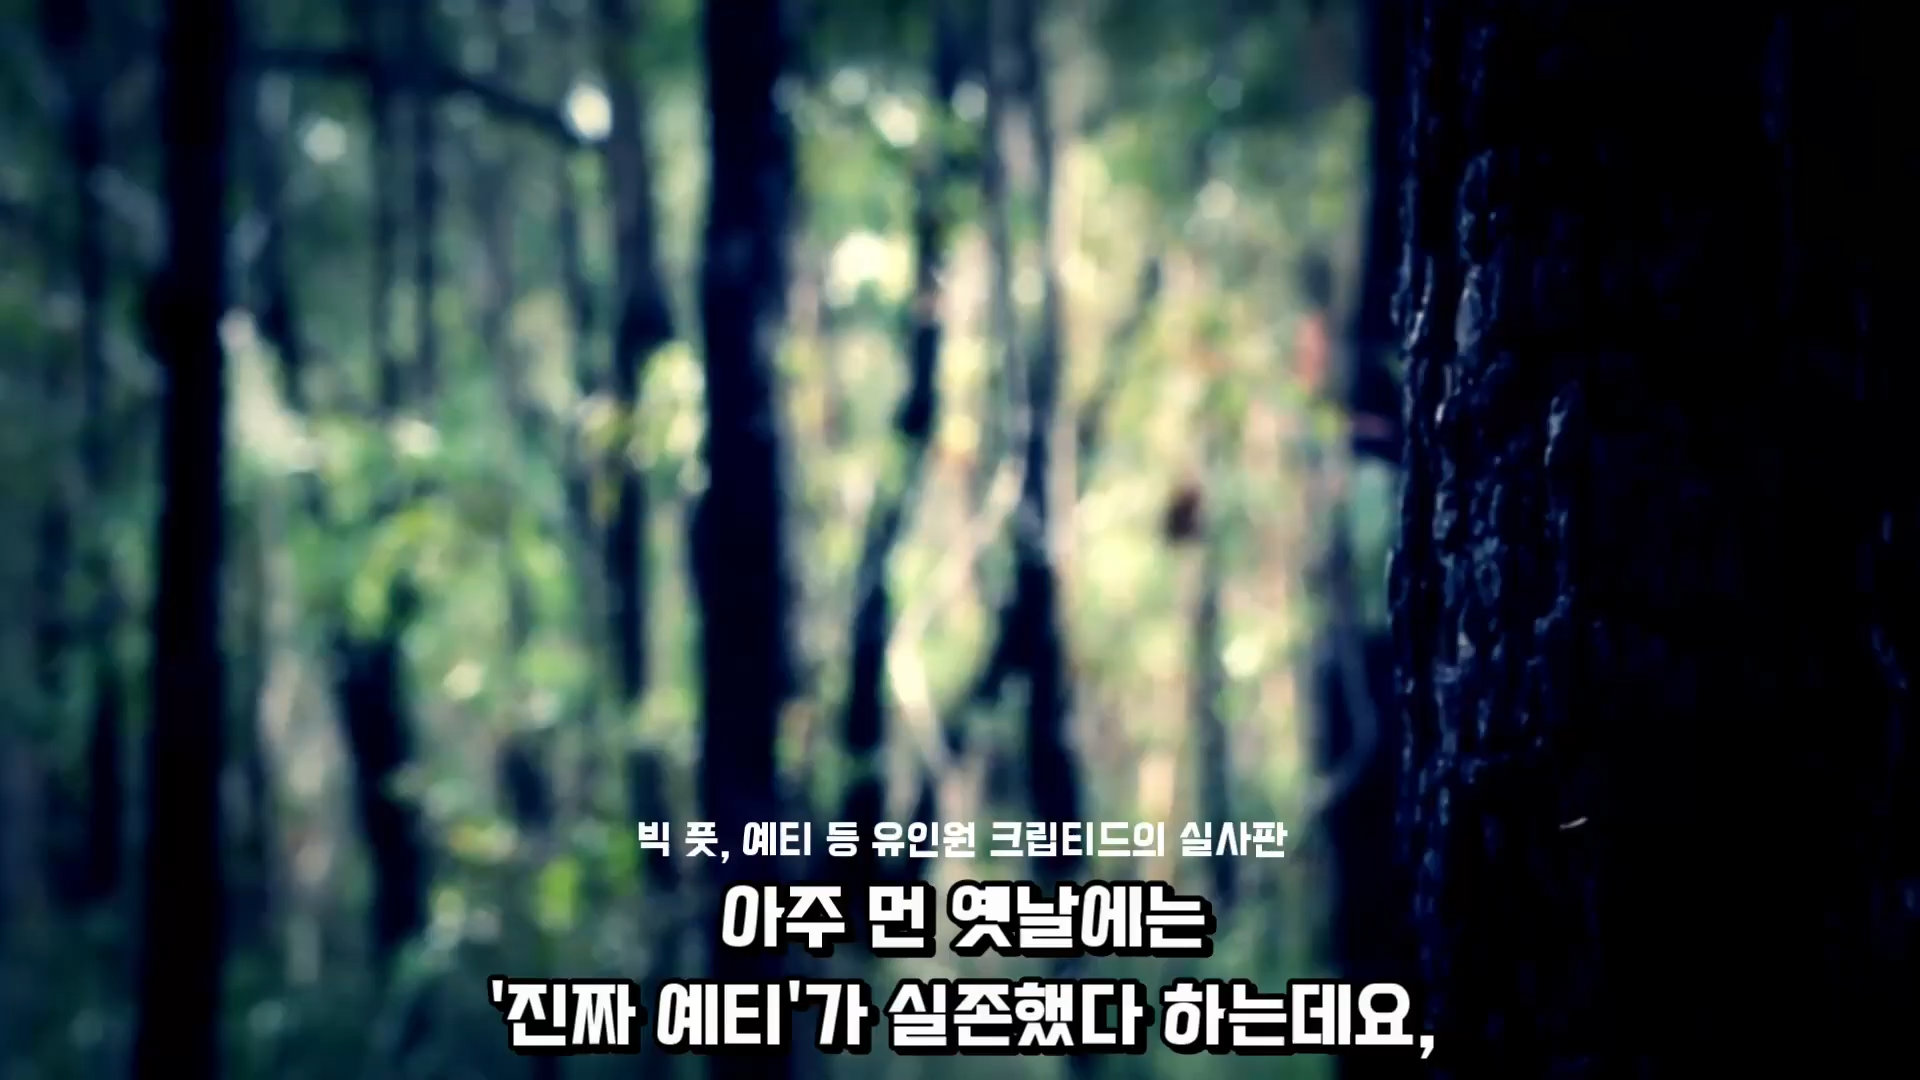 빅 풋, 예티 등 유인원 크립티드의 실사판
아주 먼 옛날에는
'진짜 예티'가 실존했다 하는데요,